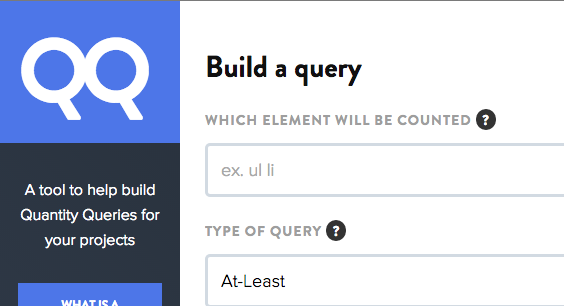 QQ
A tool to help build
Quantity Queries for
your projects
WHAT IS A
Build a query
WHICH ELEMENT WILL BE COUNTED ?
ex. ul li
TYPE OF QUERY ?
At-Least